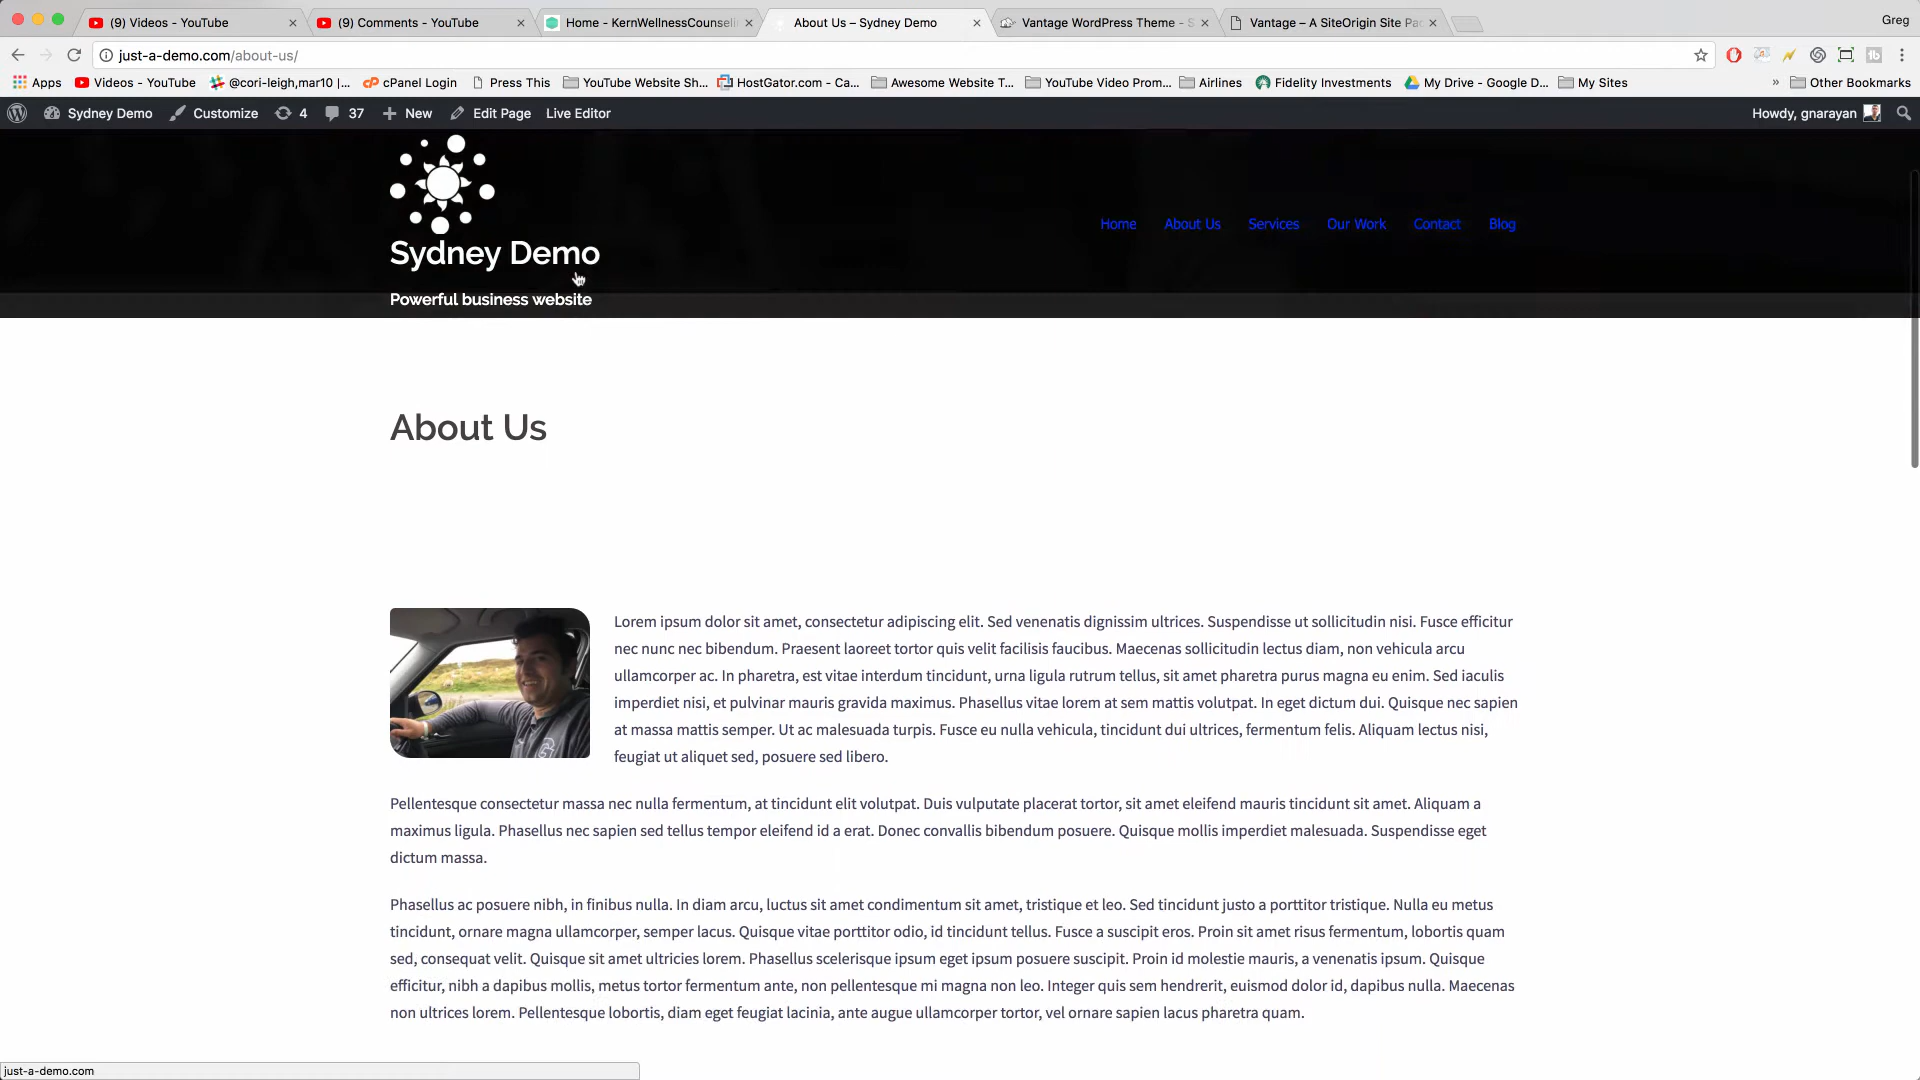 (9) Videos - YouTube
(9) Comments - YouTube
Home - KernWellnessCounseli
About Us – Sydney Demo
Vantage WordPress Theme - S
Vantage – A SiteOrigin Site Pac
Greg
just-a-demo.com/about-us/
Apps
Videos - YouTube
@cori-leigh,mar10 |...
cPanel Login
Press This
YouTube Website Sh...
HostGator.com - Ca...
Awesome Website T...
YouTube Video Prom...
Airlines
Fidelity Investments
My Drive - Google D...
My Sites
»
Other Bookmarks
Sydney Demo
Customize
4
37
New
Edit Page
Live Editor
Howdy, gnarayan
Sydney Demo
Powerful business website
Home
About Us
Services
Our Work
Contact
Blog
About Us
Lorem ipsum dolor sit amet, consectetur adipiscing elit. Sed venenatis dignissim ultrices. Suspendisse ut sollicitudin nisi. Fusce efficitur
nec nunc nec bibendum. Praesent laoreet tortor quis velit facilisis faucibus. Maecenas sollicitudin lectus diam, non vehicula arcu
ullamcorper ac. In pharetra, est vitae interdum tincidunt, urna ligula rutrum tellus, sit amet pharetra purus magna eu enim. Sed iaculis
imperdiet nisi, et pulvinar mauris gravida maximus. Phasellus vitae lorem at sem mattis volutpat. In eget dictum dui. Quisque nec sapien
at massa mattis semper. Ut ac malesuada turpis. Fusce eu nulla vehicula, tincidunt dui ultrices, fermentum felis. Aliquam lectus nisi,
feugiat ut aliquet sed, posuere sed libero.
Pellentesque consectetur massa nec nulla fermentum, at tincidunt elit volutpat. Duis vulputate placerat tortor, sit amet eleifend mauris tincidunt sit amet. Aliquam a
maximus ligula. Phasellus nec sapien sed tellus tempor eleifend id a erat. Donec convallis bibendum posuere. Quisque mollis imperdiet malesuada. Suspendisse eget
dictum massa.
Phasellus ac posuere nibh, in finibus nulla. In diam arcu, luctus sit amet condimentum sit amet, tristique et leo. Sed tincidunt justo a porttitor tristique. Nulla eu metus
tincidunt, ornare magna ullamcorper, semper lacus. Quisque vitae porttitor odio, id tincidunt tellus. Fusce a suscipit eros. Proin sit amet risus fermentum, lobortis quam
sed, consequat velit. Quisque sit amet ultricies lorem. Phasellus scelerisque ipsum eget ipsum posuere suscipit. Proin id molestie mauris, a venenatis ipsum. Quisque
efficitur, nibh a dapibus mollis, metus tortor fermentum ante, non pellentesque mi magna non leo. Integer quis sem hendrerit, euismod dolor id, dapibus nulla. Maecenas
non ultrices lorem. Pellentesque lobortis, diam eget feugiat lacinia, ante augue ullamcorper tortor, vel ornare sapien lacus pharetra quam.
just-a-demo.com